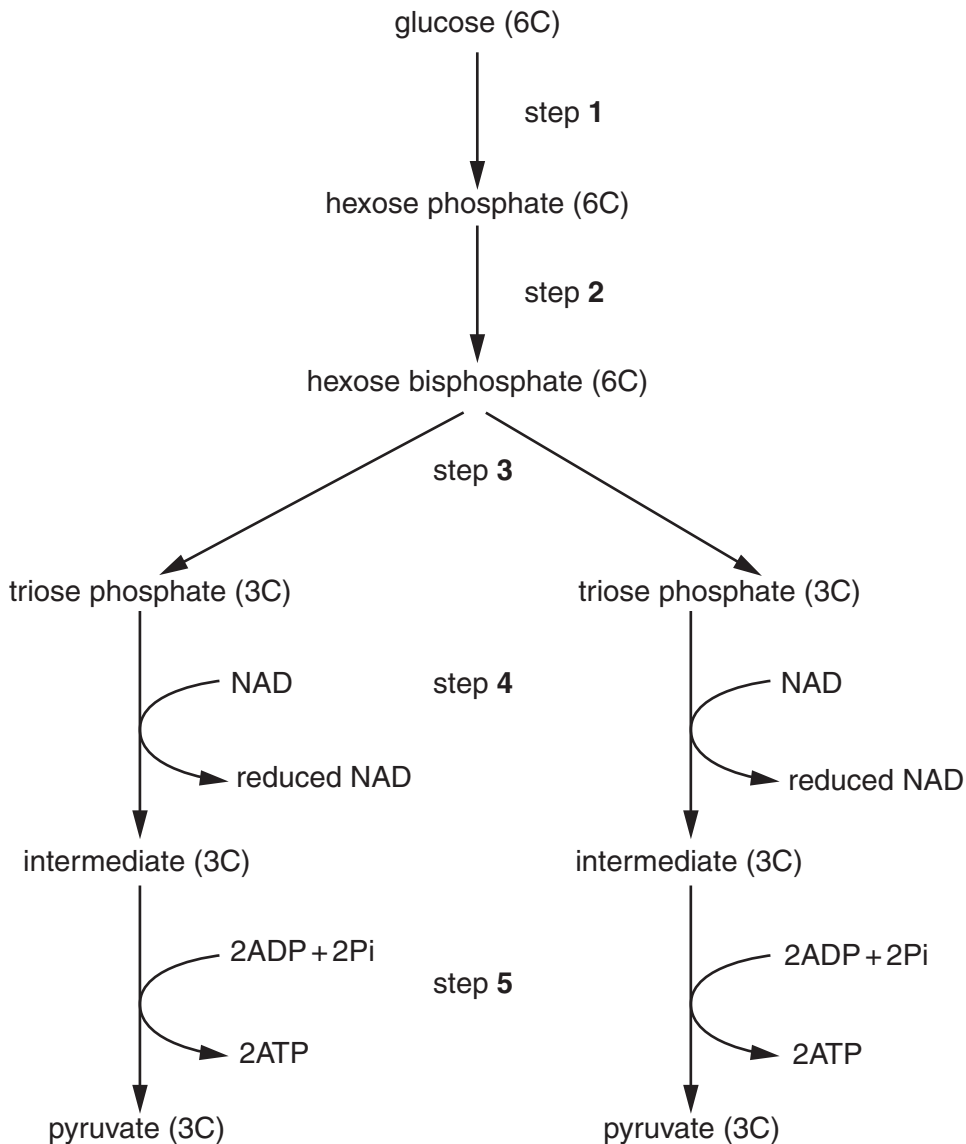 glucose (6C)
step 1
hexose phosphate (6C)
step 2
hexose bisphosphate (6C)
step 3
triose phosphate (3C) triose phosphate (3C)
NAD step 4 NAD
reduced NAD reduced NAD
intermediate (3C) intermediate (3C)
2ADP + 2Pi 2ADP + 2Pi
step 5
2ATP 2ATP
pyruvate (3C) pyruvate (3C)